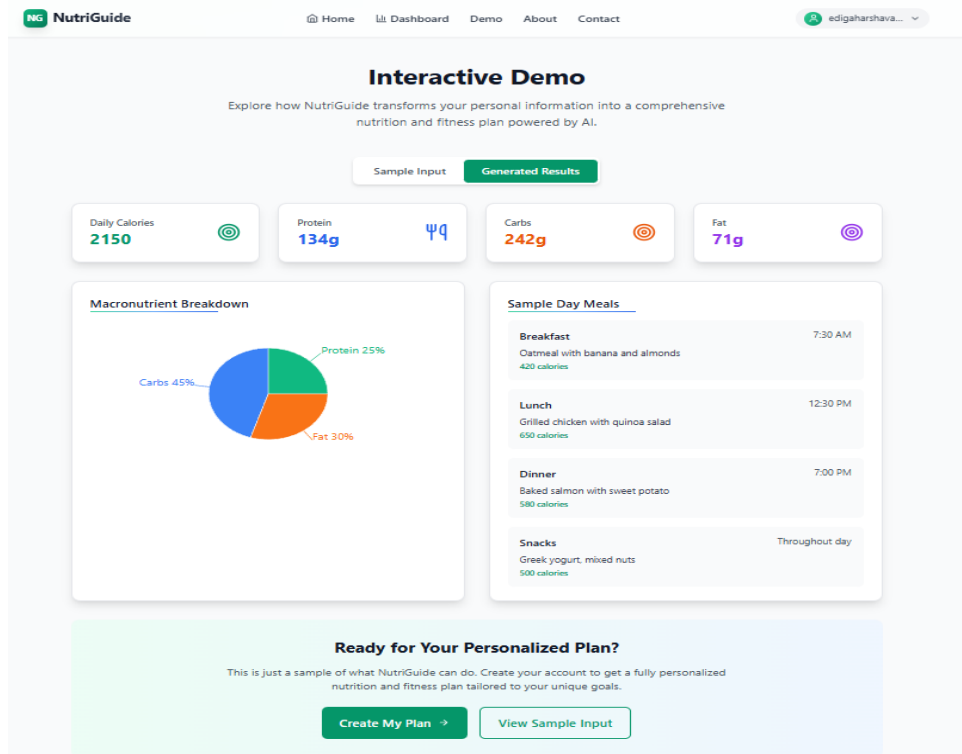 NG NutriGuide
Home Dashboard Demo About Contact
edigaharshava...
Interactive Demo
Explore how NutriGuide transforms your personal information into a comprehensive
nutrition and fitness plan powered by AI.
Sample Input Generated Results
Daily Calories
2150
Protein
134g
Carbs
242g
Fat
71g
Macronutrient Breakdown
Protein 25%
Carbs 45%
Fat 30%
Sample Day Meals
Breakfast 7:30 AM
Oatmeal with banana and almonds
420 calories
Lunch 12:30 PM
Grilled chicken with quinoa salad
650 calories
Dinner 7:00 PM
Baked salmon with sweet potato
580 calories
Snacks Throughout day
Greek yogurt, mixed nuts
500 calories
Ready for Your Personalized Plan?
This is just a sample of what NutriGuide can do. Create your account to get a fully personalized
nutrition and fitness plan tailored to your unique goals.
Create My Plan → View Sample Input